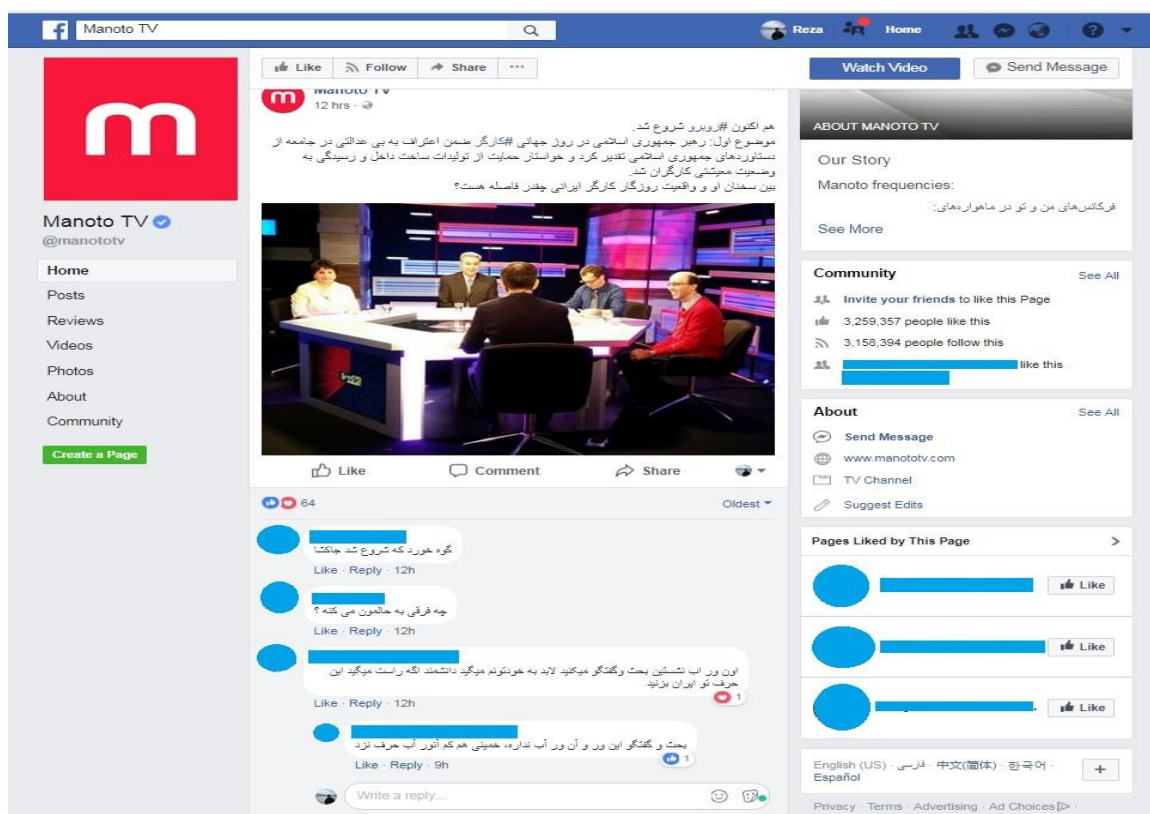 Manoto TV
Reza
Home
Like
Follow
Share
Watch Video
Send Message
m
Manoto TV
@manototv
Home
Posts
Reviews
Videos
Photos
About
Community
Create a Page
m
Manoto TV
12 hrs ·
هم اکنون #روبرو شروع شد.
موضوع اول: رهبر جمهوری اسلامی در روز جهانی #کارگر ضمن اعتراف به بی عدالتی در جامعه از
دستاوردهای جمهوری اسلامی تقدیر کرد و خواستار حمایت از تولیدات ساخت داخل و رسیدگی به
وضعیت معیشتی کارگران شد.
بین سخنان او و واقعیت روزگار کارگر ایرانی چقدر فاصله هست؟
Like
Comment
Share
64
Oldest
گوه خورد که شروع شد جاکشا
Like · Reply · 12h
چه فرقی به حالمون می کنه ؟
Like · Reply · 12h
اون ور اب نشستین بحث وگفتگو میکنید لابد به خودتونم میگید دانشمند اگه راست میگید این
حرف تو ایران بزنید
1
Like · Reply · 12h
بحث و گفتگو این ور و آن ور آب نداره، خمینی هم کم آنور آب حرف نزد
1
Like · Reply · 9h
Write a reply...
ABOUT MANOTO TV
Our Story
Manoto frequencies:
فرکانس‌های من و تو در ماهواره‌های:
See More
Community
See All
Invite your friends to like this Page
3,259,357 people like this
3,158,394 people follow this
like this
About
See All
Send Message
www.manototv.com
TV Channel
Suggest Edits
Pages Liked by This Page
Like
Like
Like
English (US) · فارسی · 中文(简体) · 한국어 ·
Español
Privacy · Terms · Advertising · Ad Choices ·